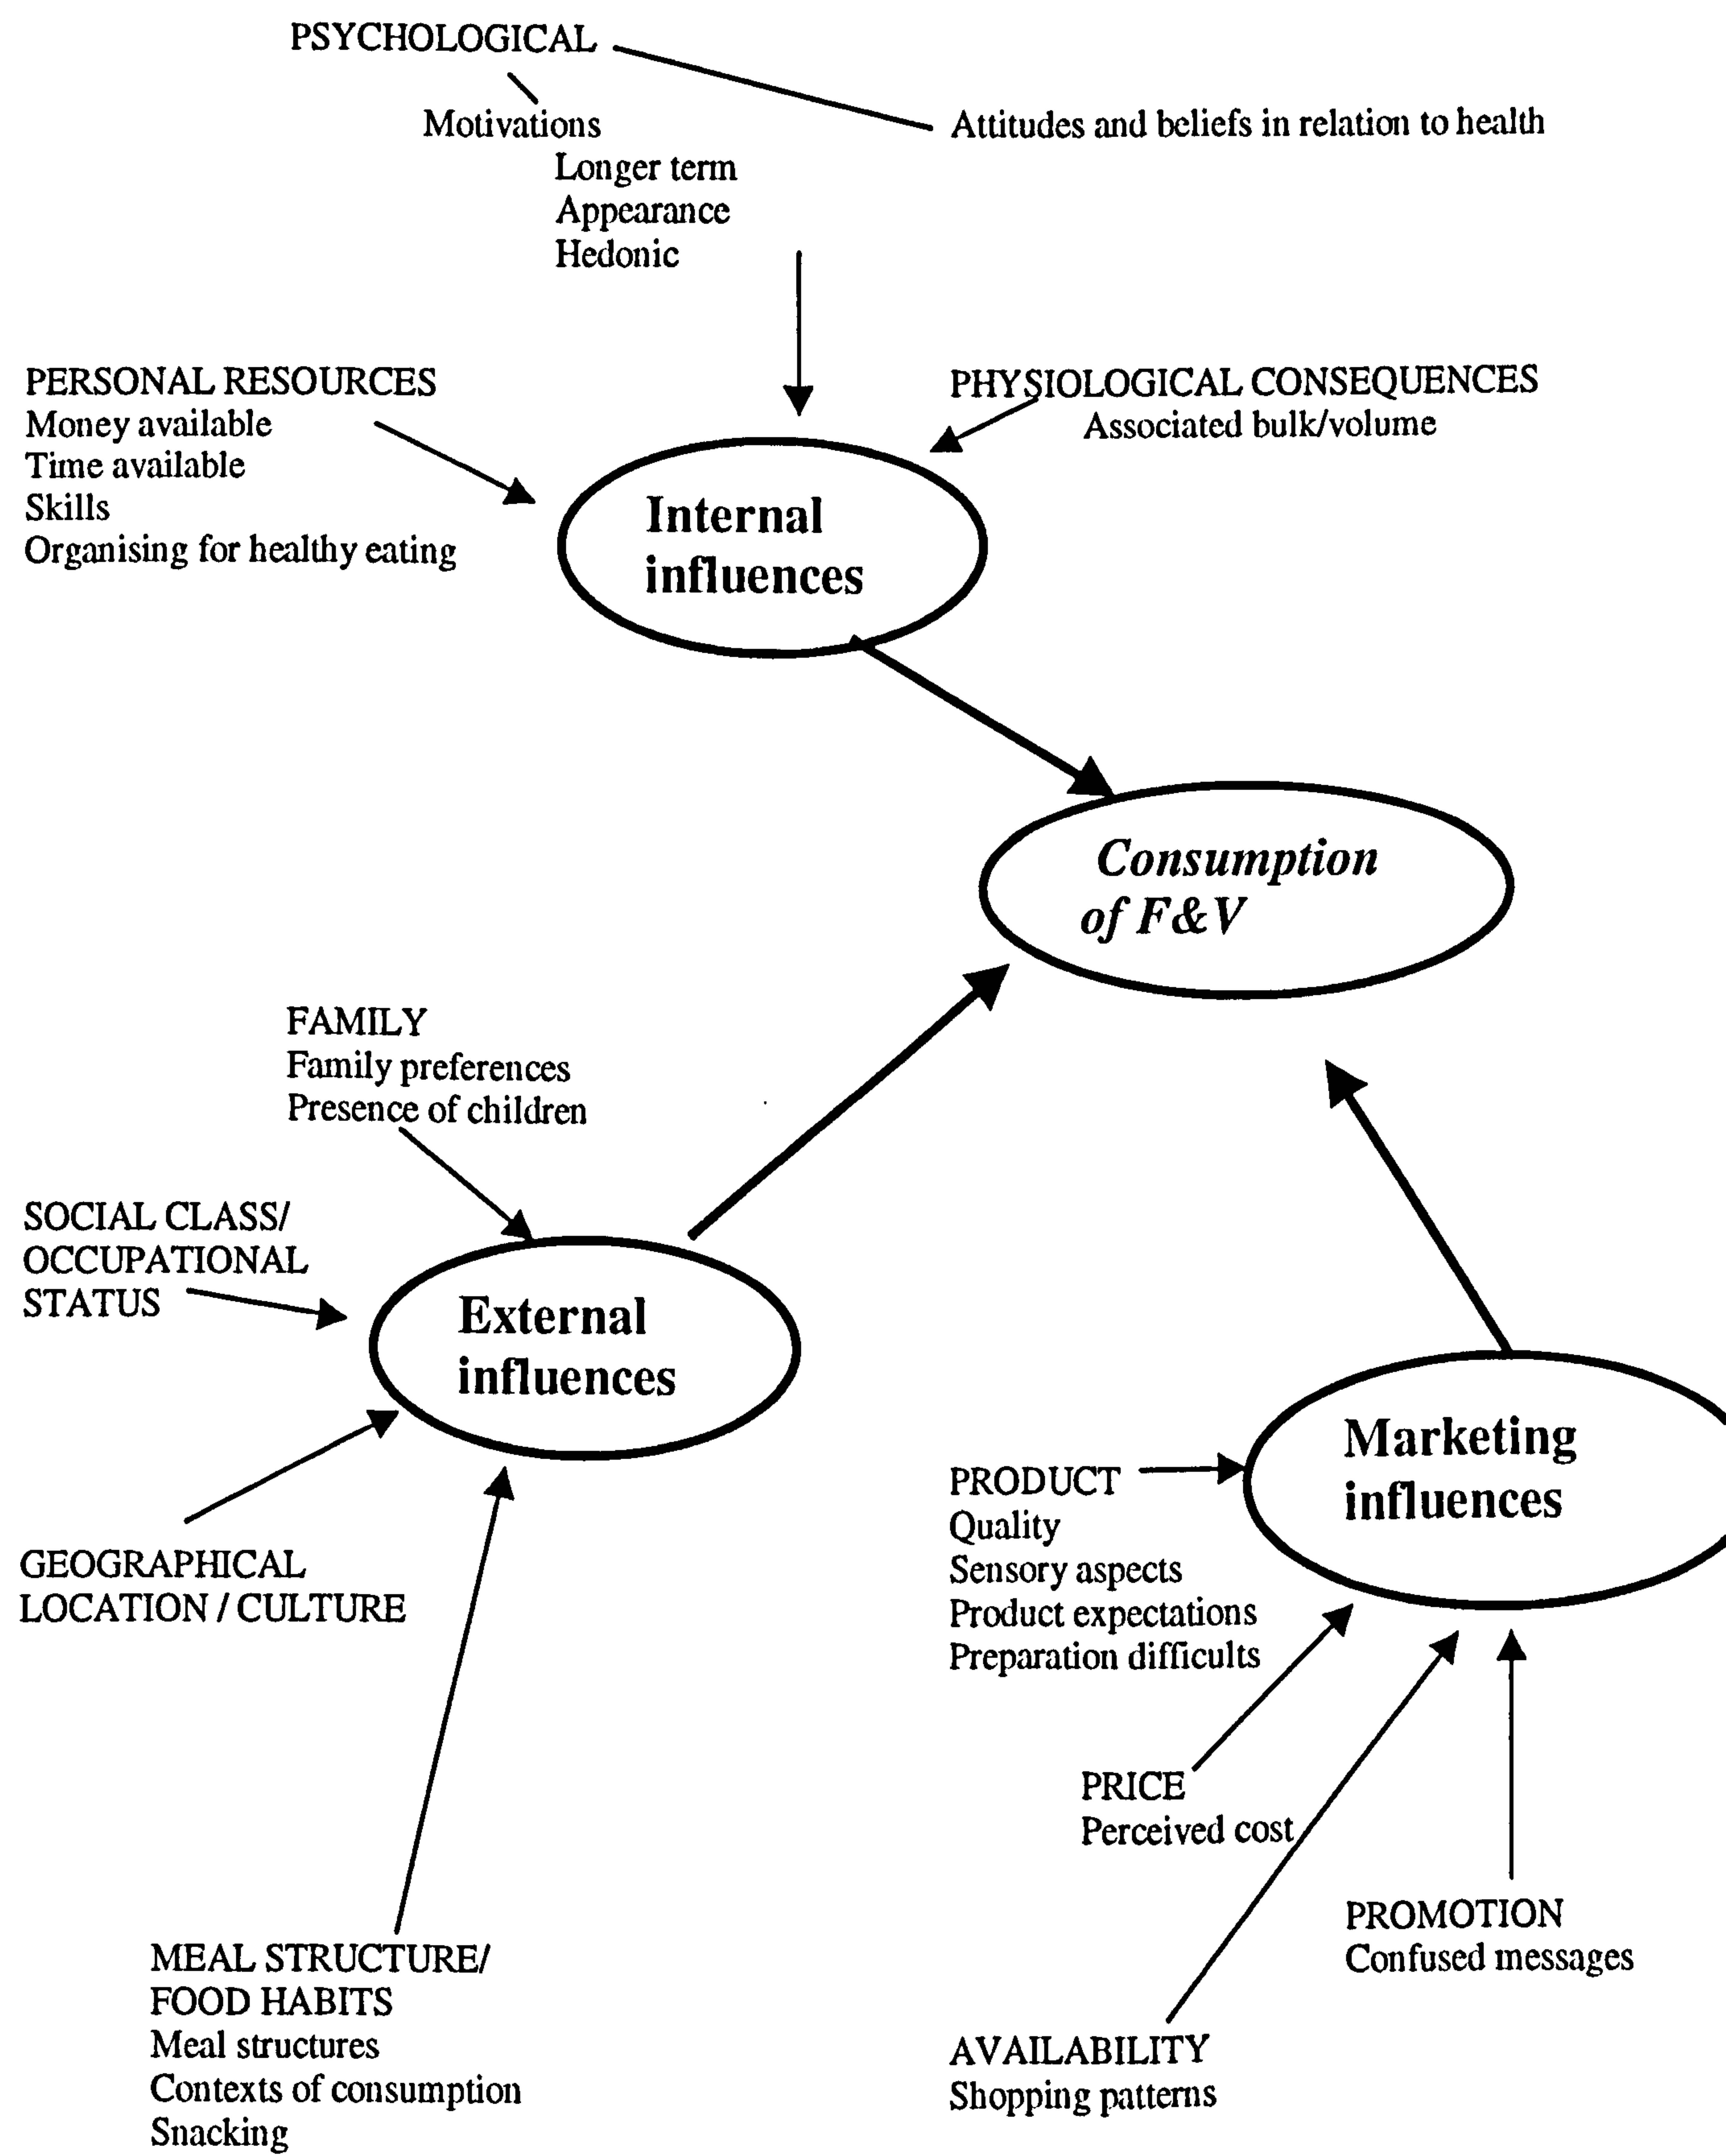 PSYCHOLOGICAL
Motivations
Longer term
Appearance
Hedonic
Attitudes and beliefs in relation to health
PERSONAL RESOURCES
Money available
Time available
Skills
Organising for healthy eating
PHYSIOLOGICAL CONSEQUENCES
Associated bulk/volume
Internal
influences
Consumption
of F&V
FAMILY
Family preferences
Presence of children
SOCIAL CLASS/
OCCUPATIONAL
STATUS
External
influences
GEOGRAPHICAL
LOCATION / CULTURE
Marketing
influences
PRODUCT
Quality
Sensory aspects
Product expectations
Preparation difficults
PRICE
Perceived cost
PROMOTION
Confused messages
MEAL STRUCTURE/
FOOD HABITS
Meal structures
Contexts of consumption
Snacking
AVAILABILITY
Shopping patterns